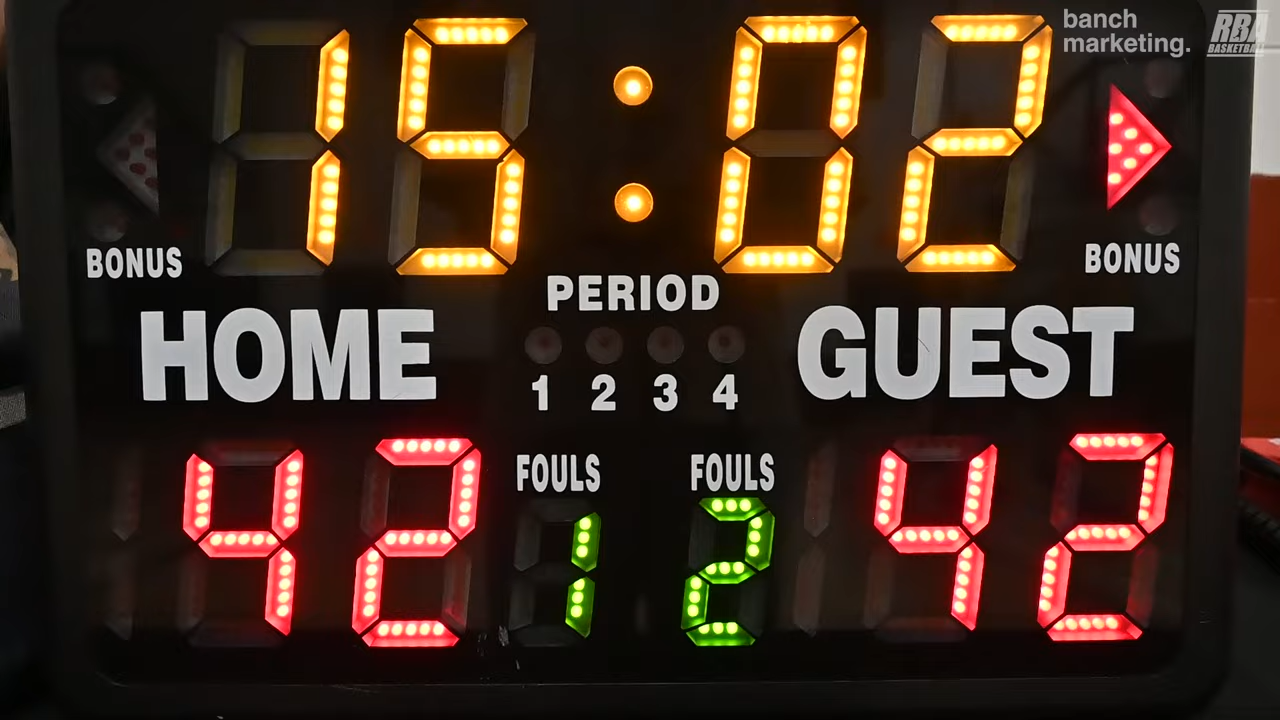 banch
marketing.
RBA
BASKETBALL
15:02
BONUS
BONUS
PERIOD
HOME
GUEST
1 2 3 4
FOULS
FOULS
42
1
2
42